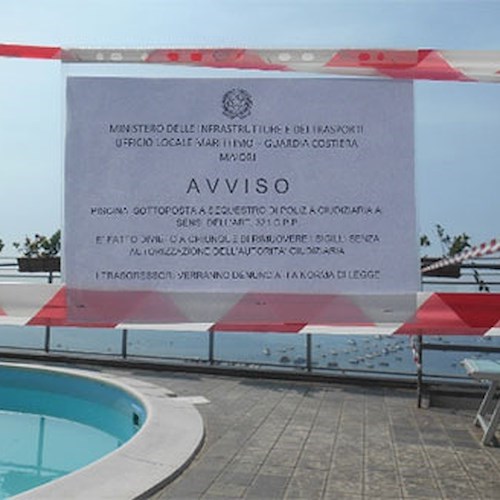 MINISTERO DELLE INFRASTRUTTURE E DEI TRASPORTI
UFFICIO LOCALE MARITTIMO – GUARDIA COSTIERA
MAIORI
AVVISO
PISCINA SOTTOPOSTA A SEQUESTRO DI POLIZIA GIUDIZIARIA AI
SENSI DELL'ART. 321 C.P.P.
E' FATTO DIVIETO A CHIUNQUE DI RIMUOVERE I SIGILLI SENZA
AUTORIZZAZIONE DELL'AUTORITA' GIUDIZIARIA
I TRASGRESSORI VERRANNO DENUNCIATI A NORMA DI LEGGE